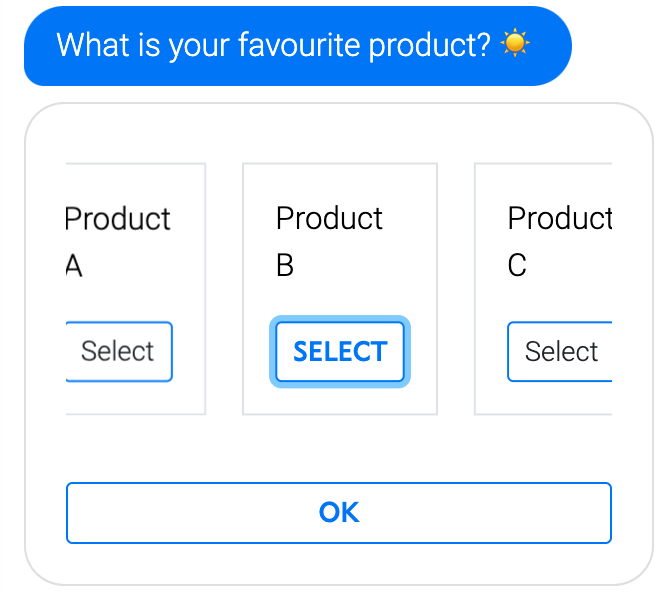 What is your favourite product? ☀️
Product
A
Select
Product
B
SELECT
Product
C
Select
OK